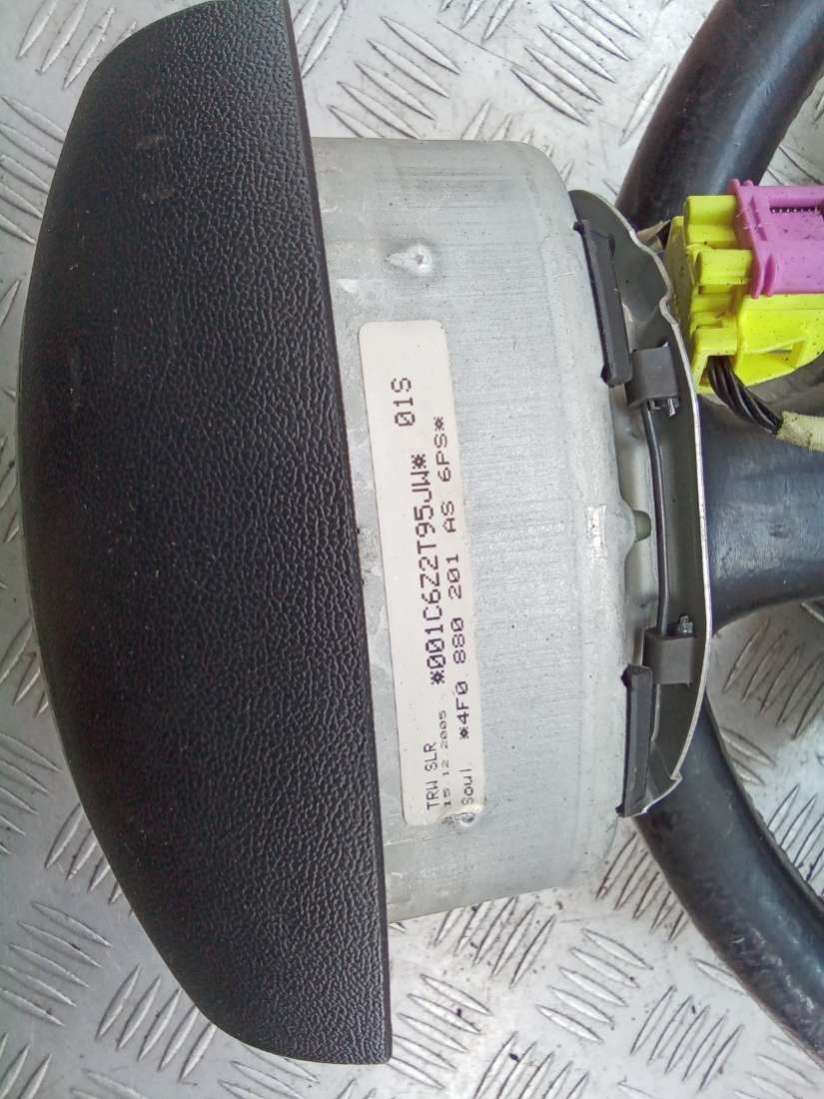 TRW SLR *001C6Z2T95JW* 01S
15.12.2005
Soul *4F0 880 201 AS 6PS*